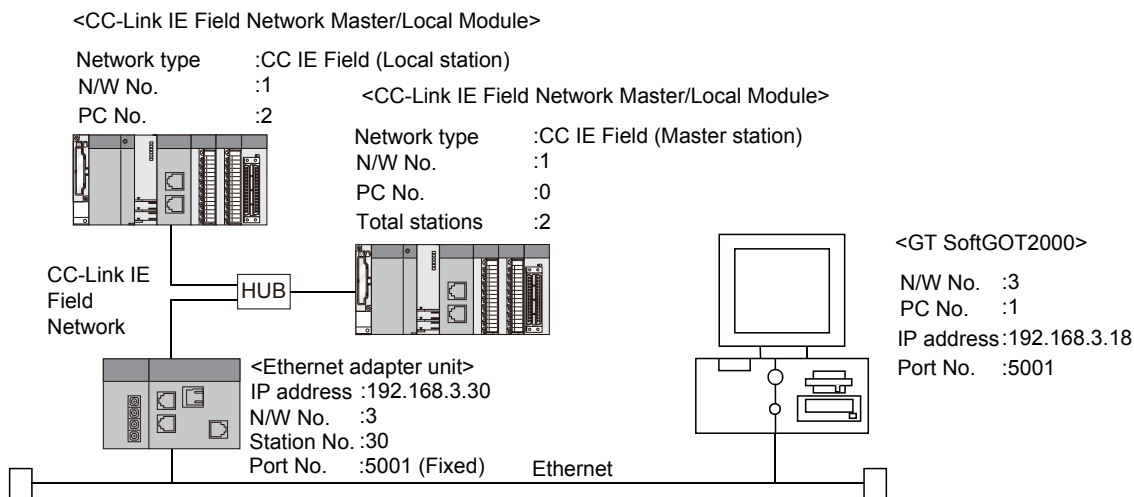 <CC-Link IE Field Network Master/Local Module>
Network type :CC IE Field (Local station)
N/W No. :1
PC No. :2
<CC-Link IE Field Network Master/Local Module>
Network type :CC IE Field (Master station)
N/W No. :1
PC No. :0
Total stations :2
<GT SoftGOT2000>
N/W No. :3
PC No. :1
IP address:192.168.3.18
Port No. :5001
CC-Link IE
Field
Network
HUB
<Ethernet adapter unit>
IP address :192.168.3.30
N/W No. :3
Station No. :30
Port No. :5001 (Fixed)
Ethernet